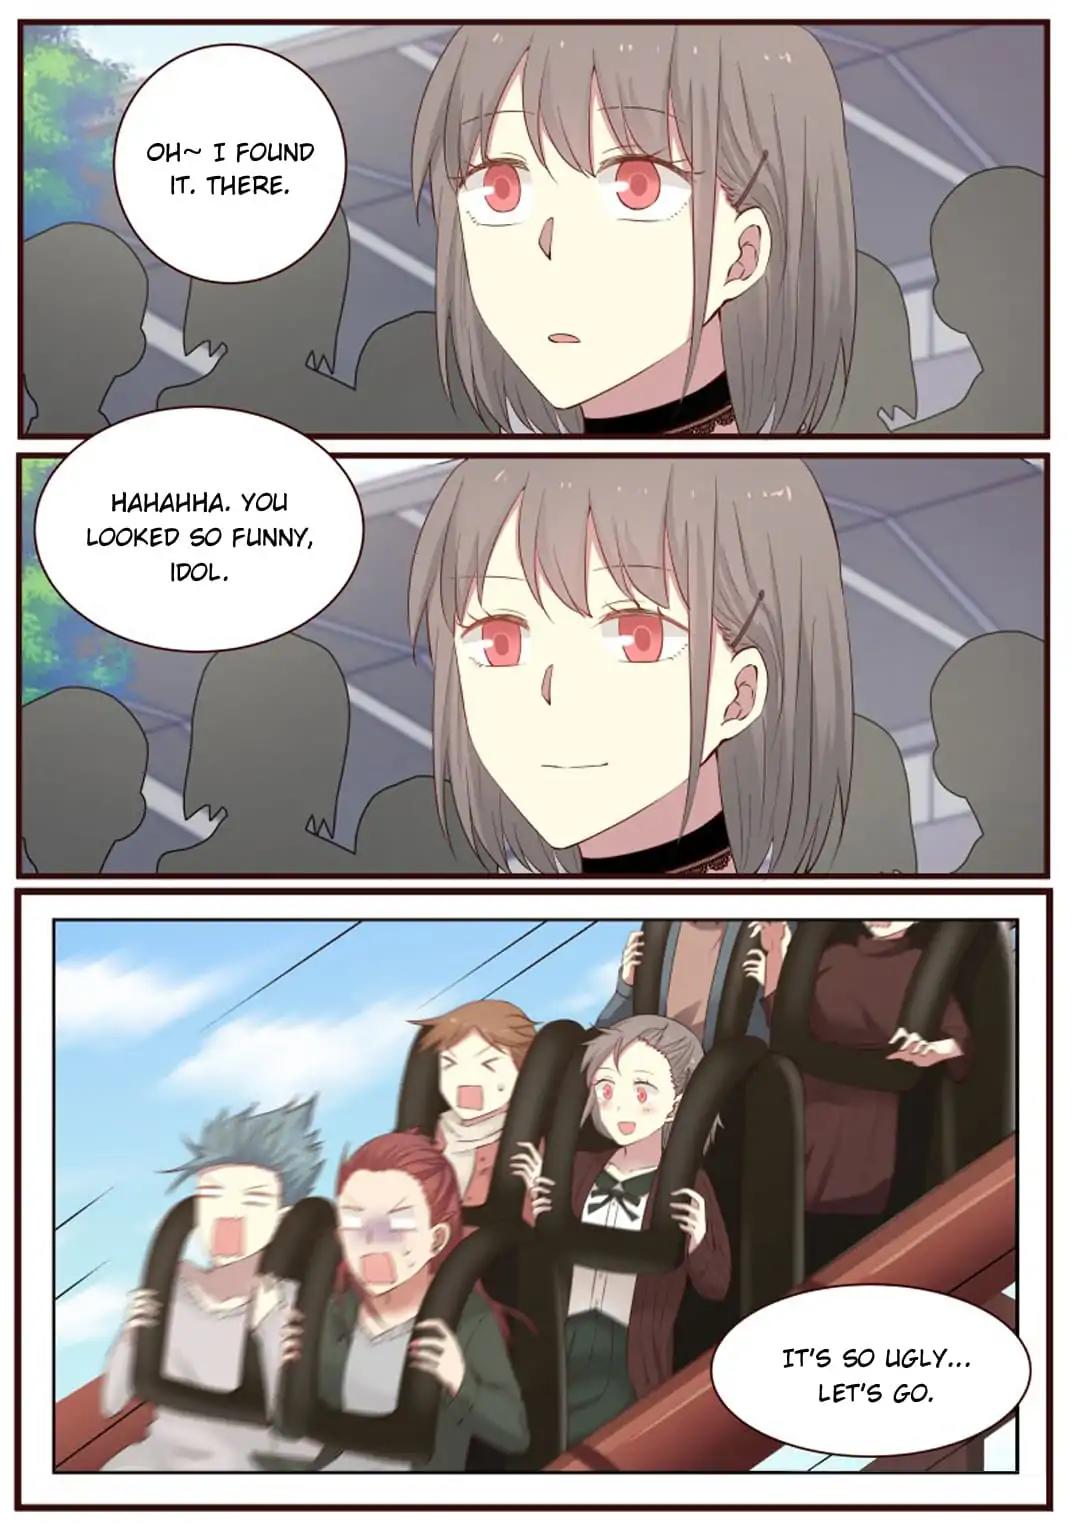 OH~ I FOUND
IT. THERE.
HAHAHHA. YOU
LOOKED SO FUNNY,
IDOL.
IT'S SO UGLY...
LET'S GO.